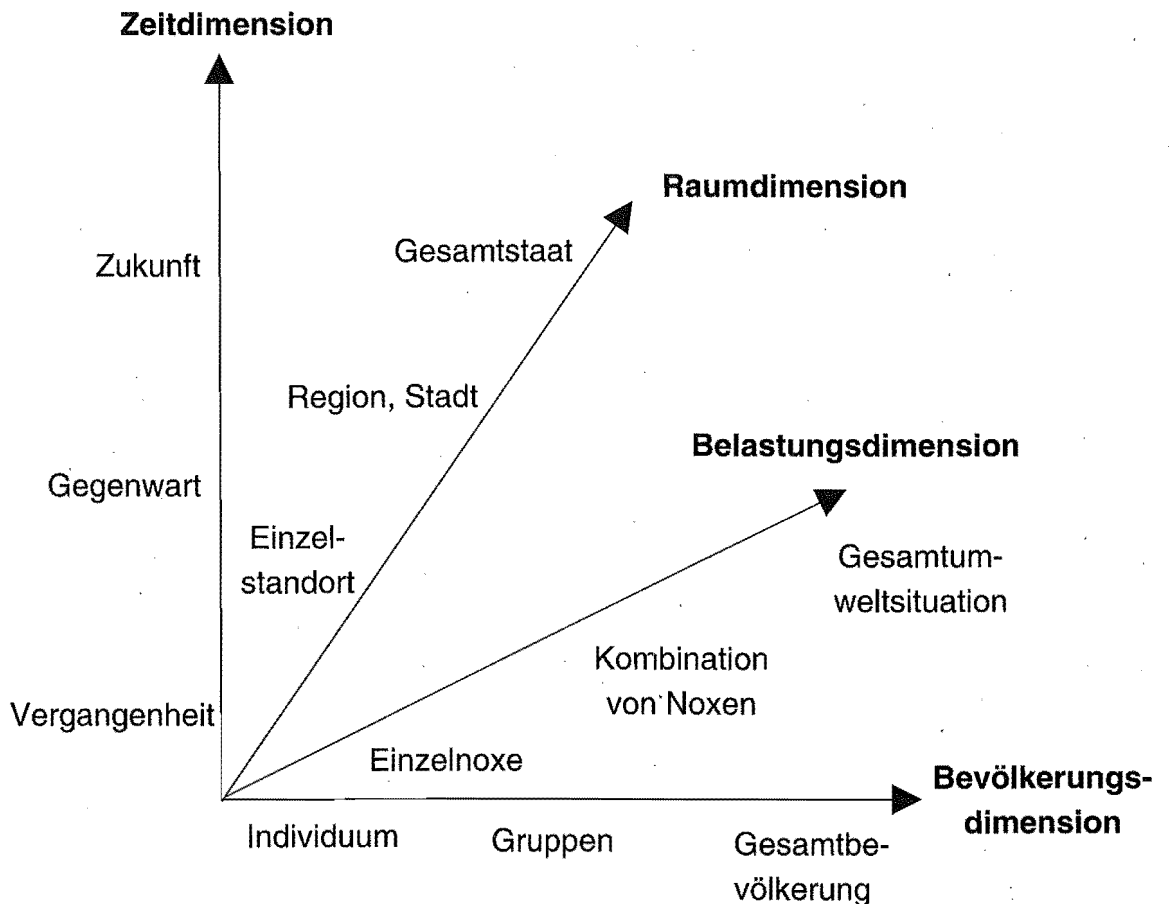 Zeitdimension
Raumdimension
Gesamtstaat
Zukunft
Region, Stadt
Belastungsdimension
Gegenwart
Einzel-
standort
Gesamtum-
weltsituation
Kombination
von Noxen
Vergangenheit
Einzelnoxe
Bevölkerungs-
dimension
Individuum
Gruppen
Gesamtbe-
völkerung